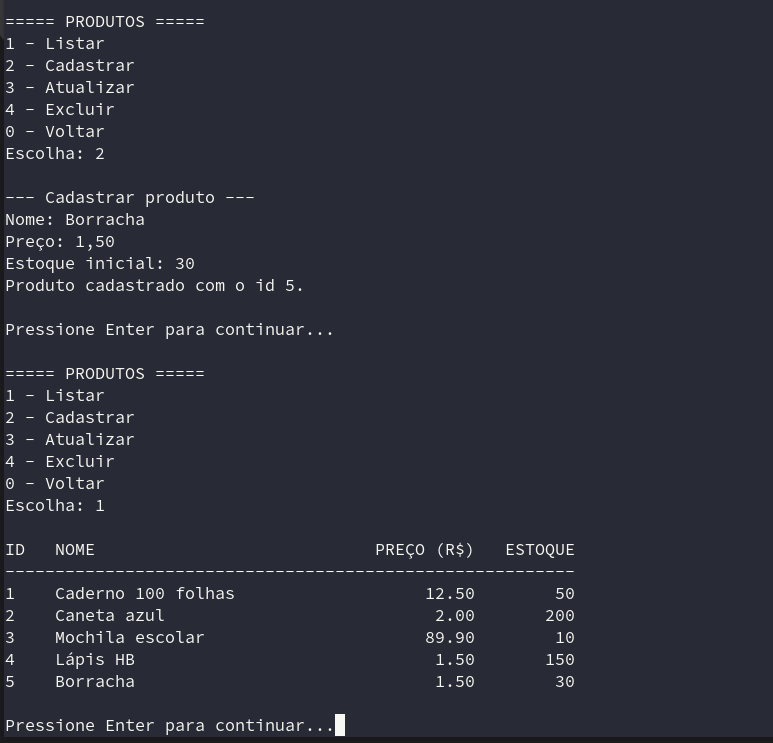 ===== PRODUTOS =====
1 - Listar
2 - Cadastrar
3 - Atualizar
4 - Excluir
0 - Voltar
Escolha: 2

--- Cadastrar produto ---
Nome: Borracha
Preço: 1,50
Estoque inicial: 30
Produto cadastrado com o id 5.

Pressione Enter para continuar...

===== PRODUTOS =====
1 - Listar
2 - Cadastrar
3 - Atualizar
4 - Excluir
0 - Voltar
Escolha: 1

ID   NOME                            PREÇO (R$)   ESTOQUE
---------------------------------------------------------
1    Caderno 100 folhas                   12.50        50
2    Caneta azul                           2.00       200
3    Mochila escolar                      89.90        10
4    Lápis HB                              1.50       150
5    Borracha                              1.50        30

Pressione Enter para continuar...